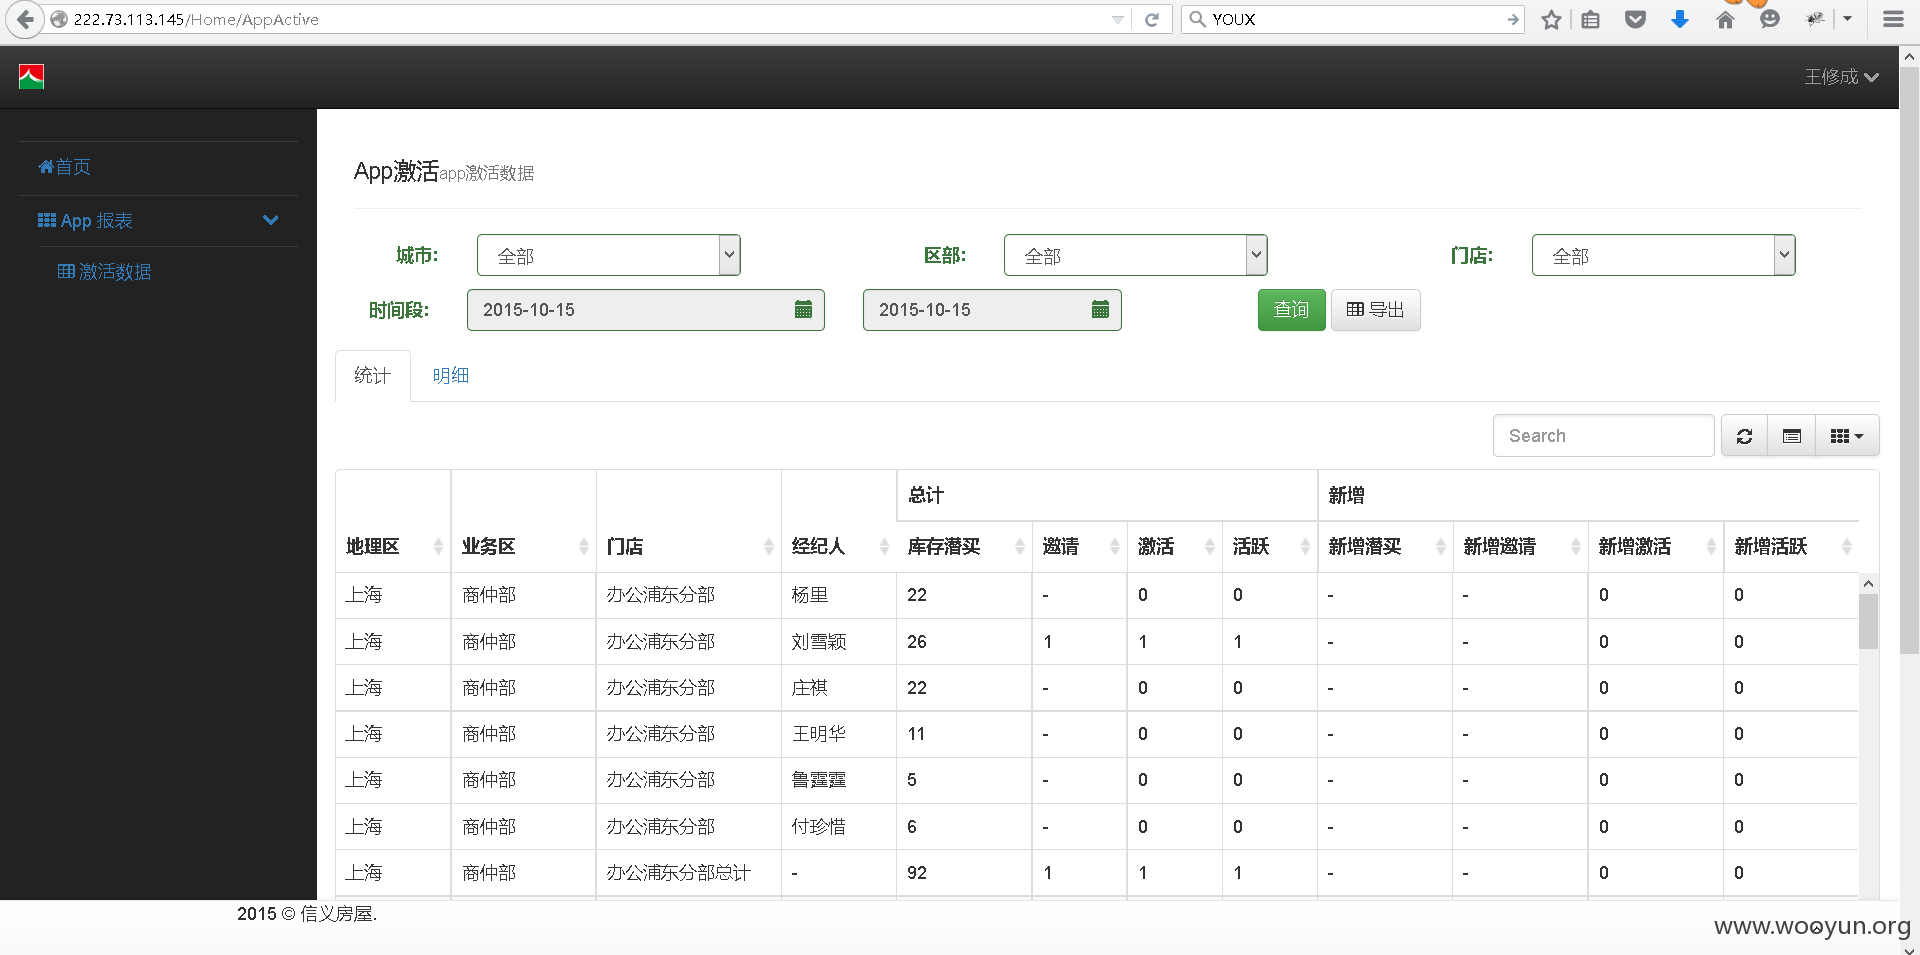 222.73.113.145/Home/AppActive
YOUX
王修成
首页
App 报表
激活数据
App激活app激活数据
城市: 全部 区部: 全部 门店: 全部
时间段: 2015-10-15 2015-10-15 查询 导出
统计 明细
Search
总计 新增
地理区 业务区 门店 经纪人 库存潜买 邀请 激活 活跃 新增潜买 新增邀请 新增激活 新增活跃
上海 商仲部 办公浦东分部 杨里 22 - 0 0 - - 0 0
上海 商仲部 办公浦东分部 刘雪颖 26 1 1 1 - - 0 0
上海 商仲部 办公浦东分部 庄祺 22 - 0 0 - - 0 0
上海 商仲部 办公浦东分部 王明华 11 - 0 0 - - 0 0
上海 商仲部 办公浦东分部 鲁霆霆 5 - 0 0 - - 0 0
上海 商仲部 办公浦东分部 付珍惜 6 - 0 0 - - 0 0
上海 商仲部 办公浦东分部总计 - 92 1 1 1 - - 0 0
2015 © 信义房屋.
www.wooyun.org